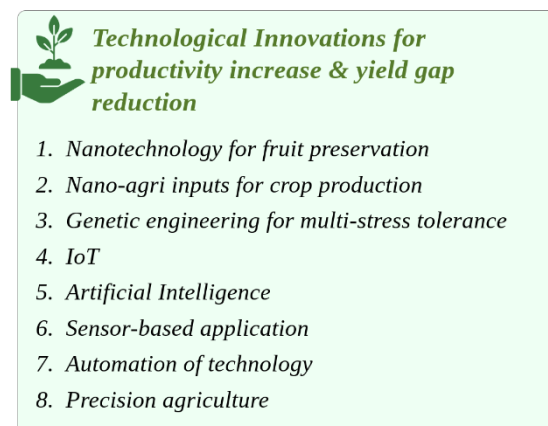 Technological Innovations for
productivity increase & yield gap
reduction
1. Nanotechnology for fruit preservation
2. Nano-agri inputs for crop production
3. Genetic engineering for multi-stress tolerance
4. IoT
5. Artificial Intelligence
6. Sensor-based application
7. Automation of technology
8. Precision agriculture